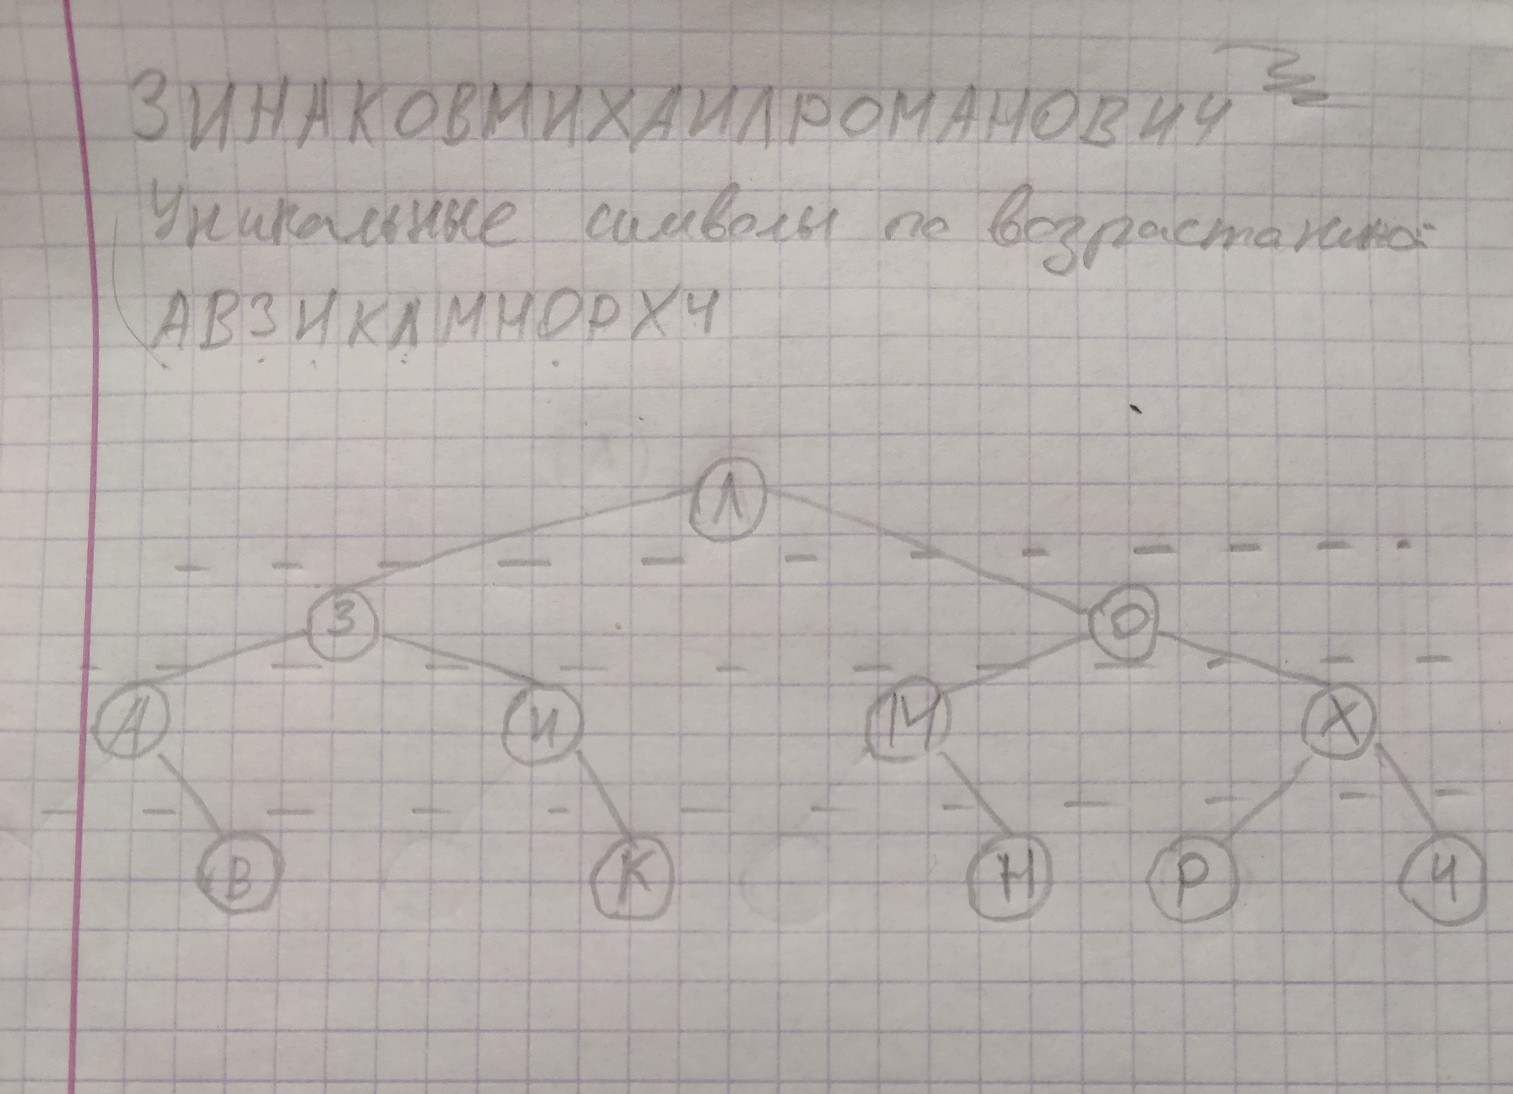 ЗИНАКОВМИХАИЛРОМАНОВИЧ
Уникальные символы по возрастанию:
АВЗИКЛМНОРХЧ
Л
З О
А И М Х
В К Н Р Ч